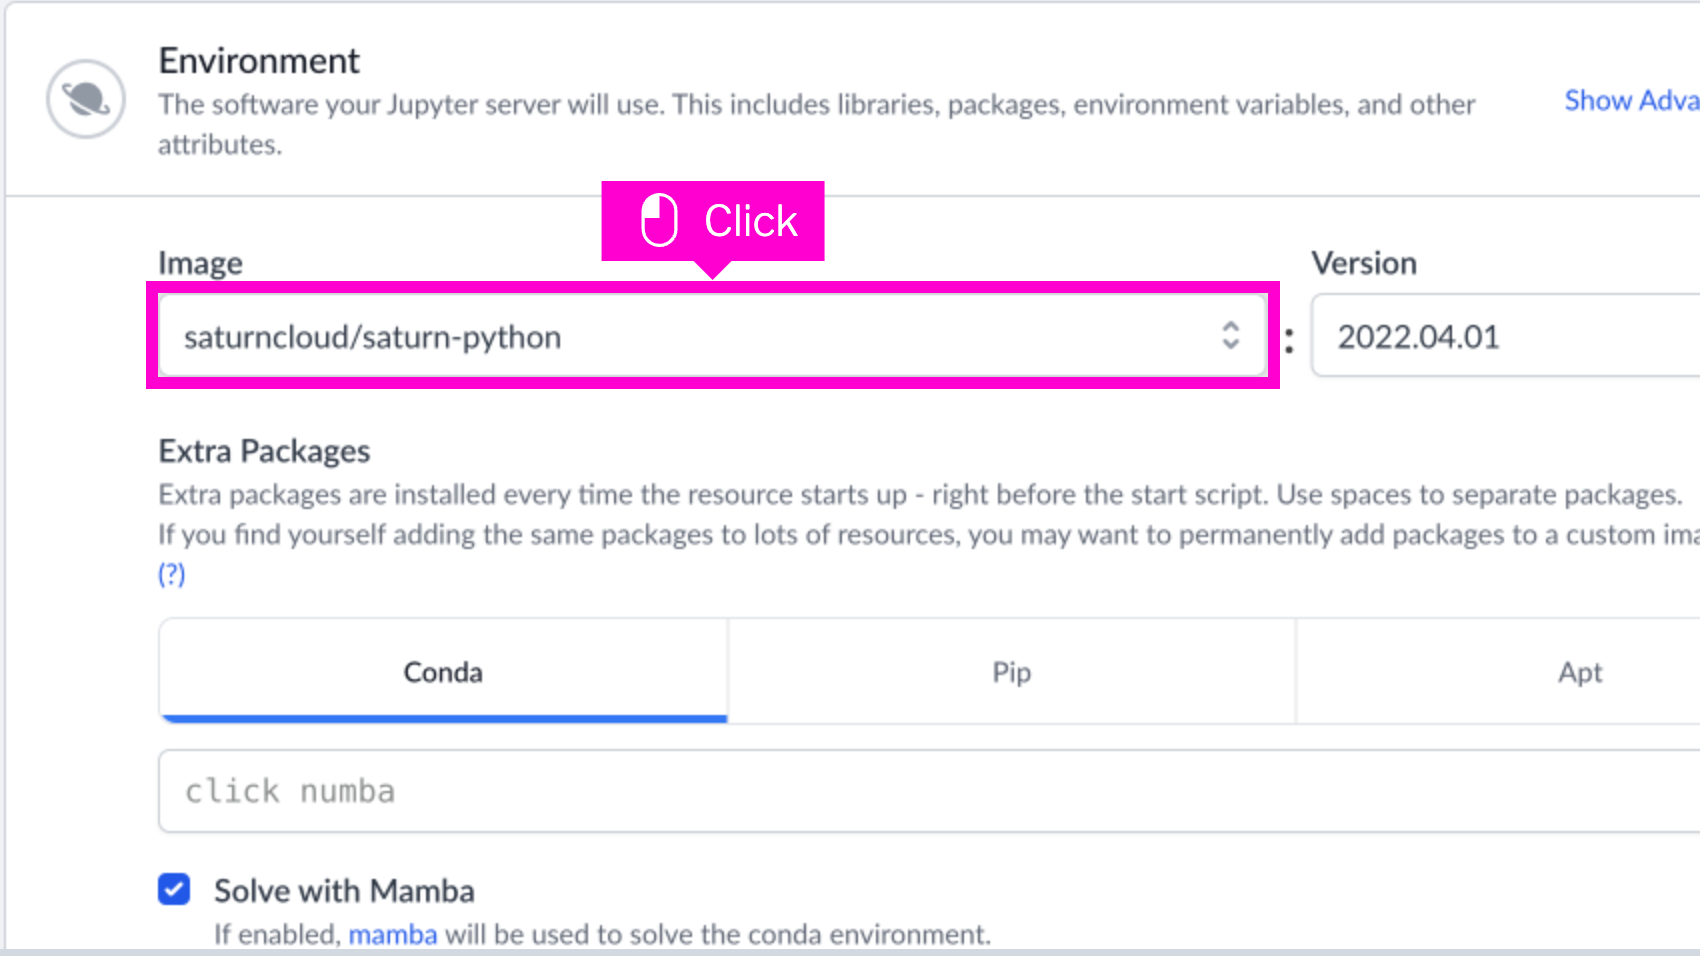 Environment
The software your Jupyter server will use. This includes libraries, packages, environment variables, and other
attributes.
Show Adva
Click
Image
Version
saturncloud/saturn-python
:
2022.04.01
Extra Packages
Extra packages are installed every time the resource starts up - right before the start script. Use spaces to separate packages.
If you find yourself adding the same packages to lots of resources, you may want to permanently add packages to a custom ima
(?)
Conda
Pip
Apt
click numba
Solve with Mamba
If enabled, mamba will be used to solve the conda environment.